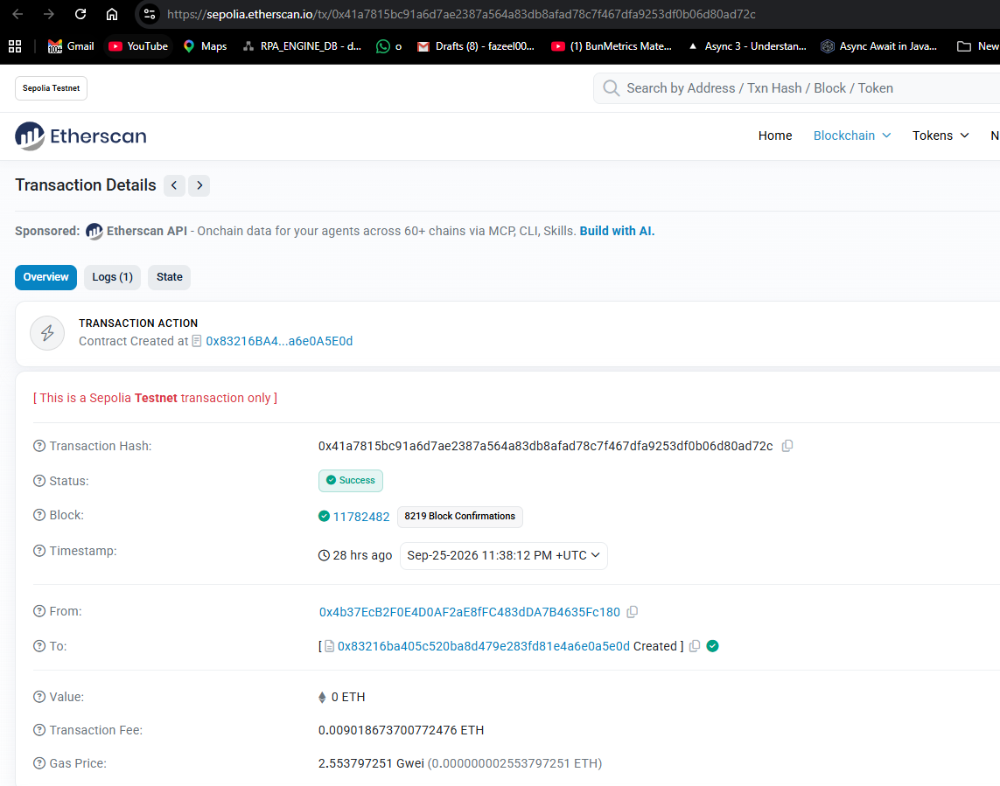 https://sepolia.etherscan.io/tx/0x41a7815bc91a6d7ae2387a564a83db8afad78c7f467dfa9253df0b06d80ad72c
100+ Gmail YouTube Maps RPA_ENGINE_DB - d... o Drafts (8) - fazeel00... (1) BunMetrics Mate... Async 3 - Understan... Async Await in Java... New
Sepolia Testnet
Search by Address / Txn Hash / Block / Token
Etherscan
Home Blockchain Tokens N
Transaction Details
Sponsored: Etherscan API - Onchain data for your agents across 60+ chains via MCP, CLI, Skills. Build with AI.
Overview Logs (1) State
TRANSACTION ACTION
Contract Created at 0x83216BA4...a6e0A5E0d
[ This is a Sepolia Testnet transaction only ]
Transaction Hash: 0x41a7815bc91a6d7ae2387a564a83db8afad78c7f467dfa9253df0b06d80ad72c
Status: Success
Block: 11782482 8219 Block Confirmations
Timestamp: 28 hrs ago Sep-25-2026 11:38:12 PM +UTC
From: 0x4b37EcB2F0E4D0AF2aE8fFC483dDA7B4635Fc180
To: [ 0x83216ba405c520ba8d479e283fd81e4a6e0a5e0d Created ]
Value: 0 ETH
Transaction Fee: 0.009018673700772476 ETH
Gas Price: 2.553797251 Gwei (0.000000002553797251 ETH)